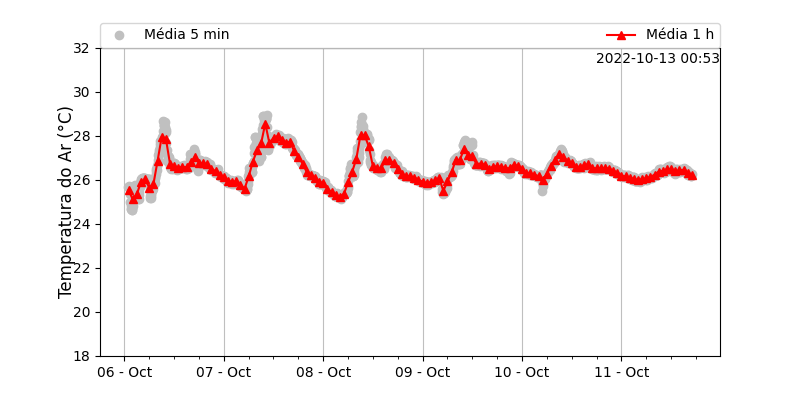 Média 5 min
Média 1 h
2022-10-13 00:53
Temperatura do Ar (°C)
32
30
28
26
24
22
20
18
06 - Oct
07 - Oct
08 - Oct
09 - Oct
10 - Oct
11 - Oct